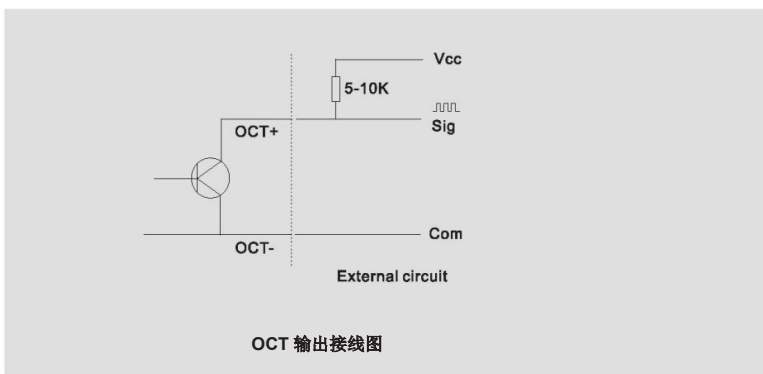 Vcc
5-10K
Sig
OCT+
Com
OCT-
External circuit
OCT 输出接线图